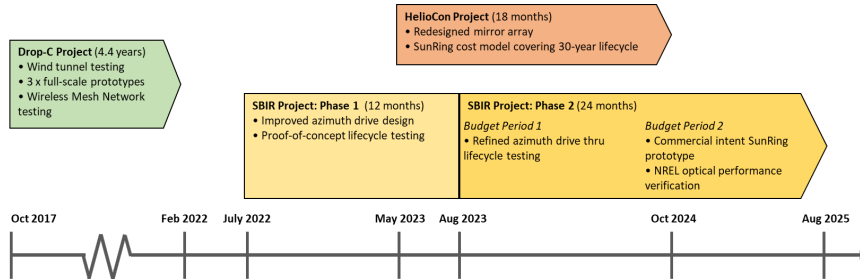 HelioCon Project (18 months)
• Redesigned mirror array
• SunRing cost model covering 30-year lifecycle
Drop-C Project (4.4 years)
• Wind tunnel testing
• 3 x full-scale prototypes
• Wireless Mesh Network
testing
SBIR Project: Phase 1 (12 months)
• Improved azimuth drive design
• Proof-of-concept lifecycle testing
SBIR Project: Phase 2 (24 months)
Budget Period 1
• Refined azimuth drive thru
lifecycle testing
Budget Period 2
• Commercial intent SunRing
prototype
• NREL optical performance
verification
Oct 2017
Feb 2022
July 2022
May 2023
Aug 2023
Oct 2024
Aug 2025